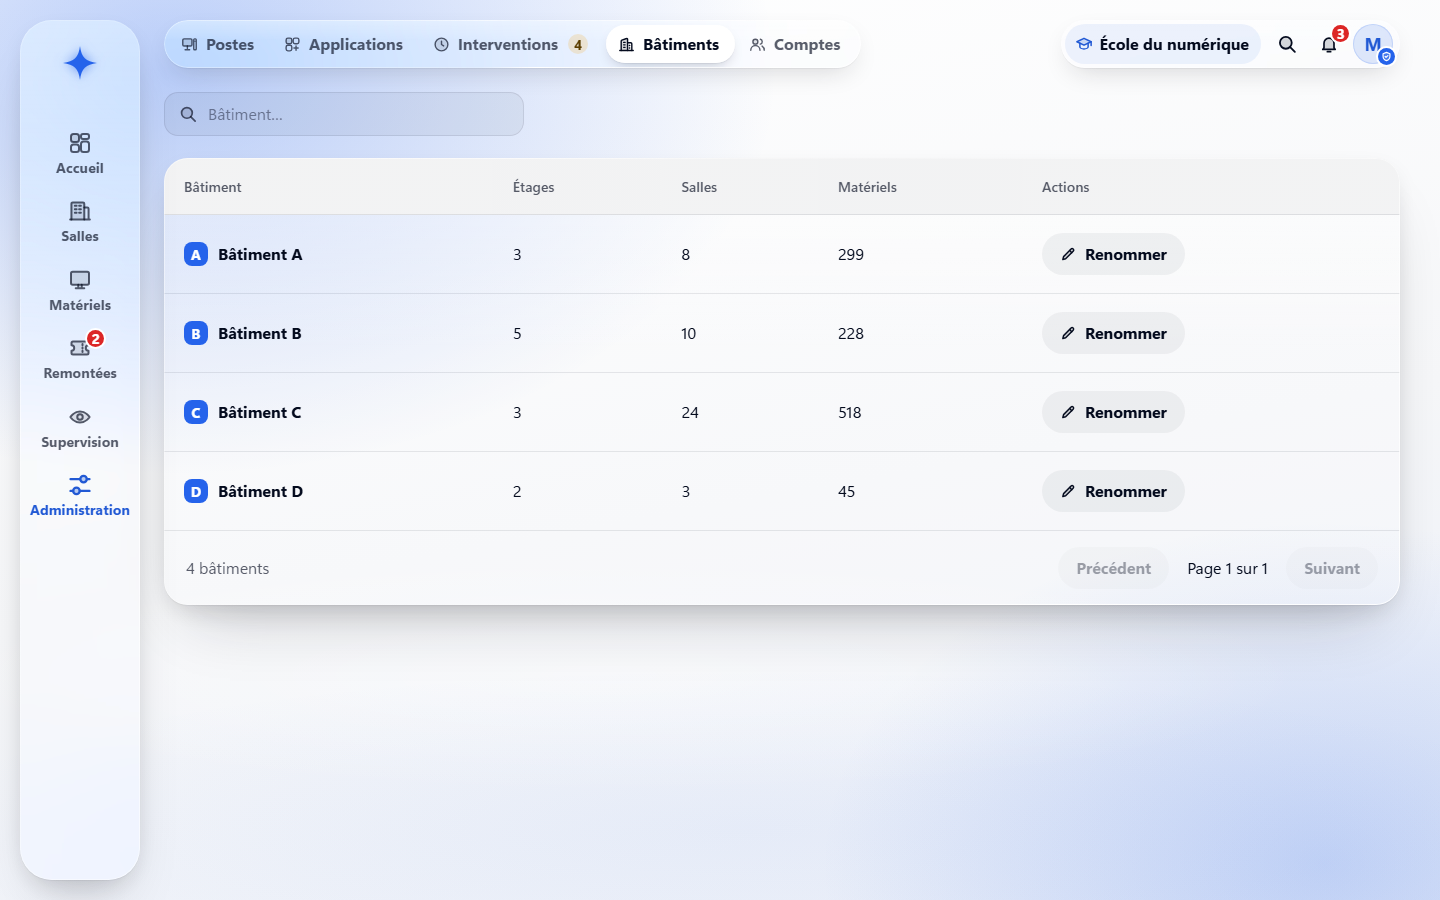 Postes
Applications
Interventions 4
Bâtiments
Comptes
École du numérique
3
M
Accueil
Salles
Matériels
2
Remontées
Supervision
Administration
Bâtiment...
Bâtiment Étages Salles Matériels Actions
A Bâtiment A 3 8 299 Renommer
B Bâtiment B 5 10 228 Renommer
C Bâtiment C 3 24 518 Renommer
D Bâtiment D 2 3 45 Renommer
4 bâtiments Précédent Page 1 sur 1 Suivant